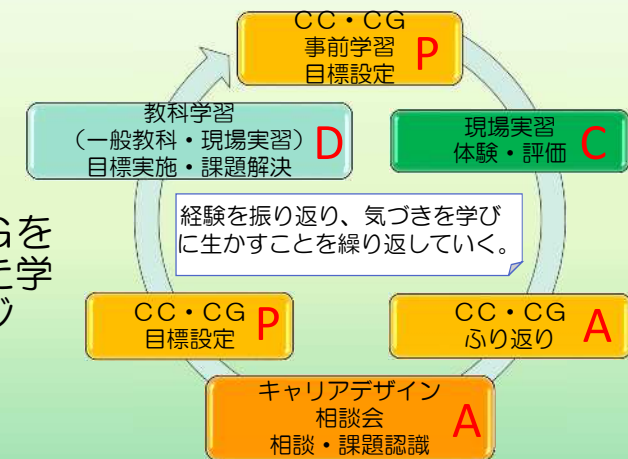 CC・CG
事前学習
目標設定 P
現場実習
体験・評価 C
CC・CG
ふり返り A
キャリアデザイン
相談会
相談・課題認識 A
CC・CG
目標設定 P
教科学習
（一般教科・現場実習）
目標実施・課題解決 D
経験を振り返り、気づきを学び
に生かすことを繰り返していく。
Gを
学